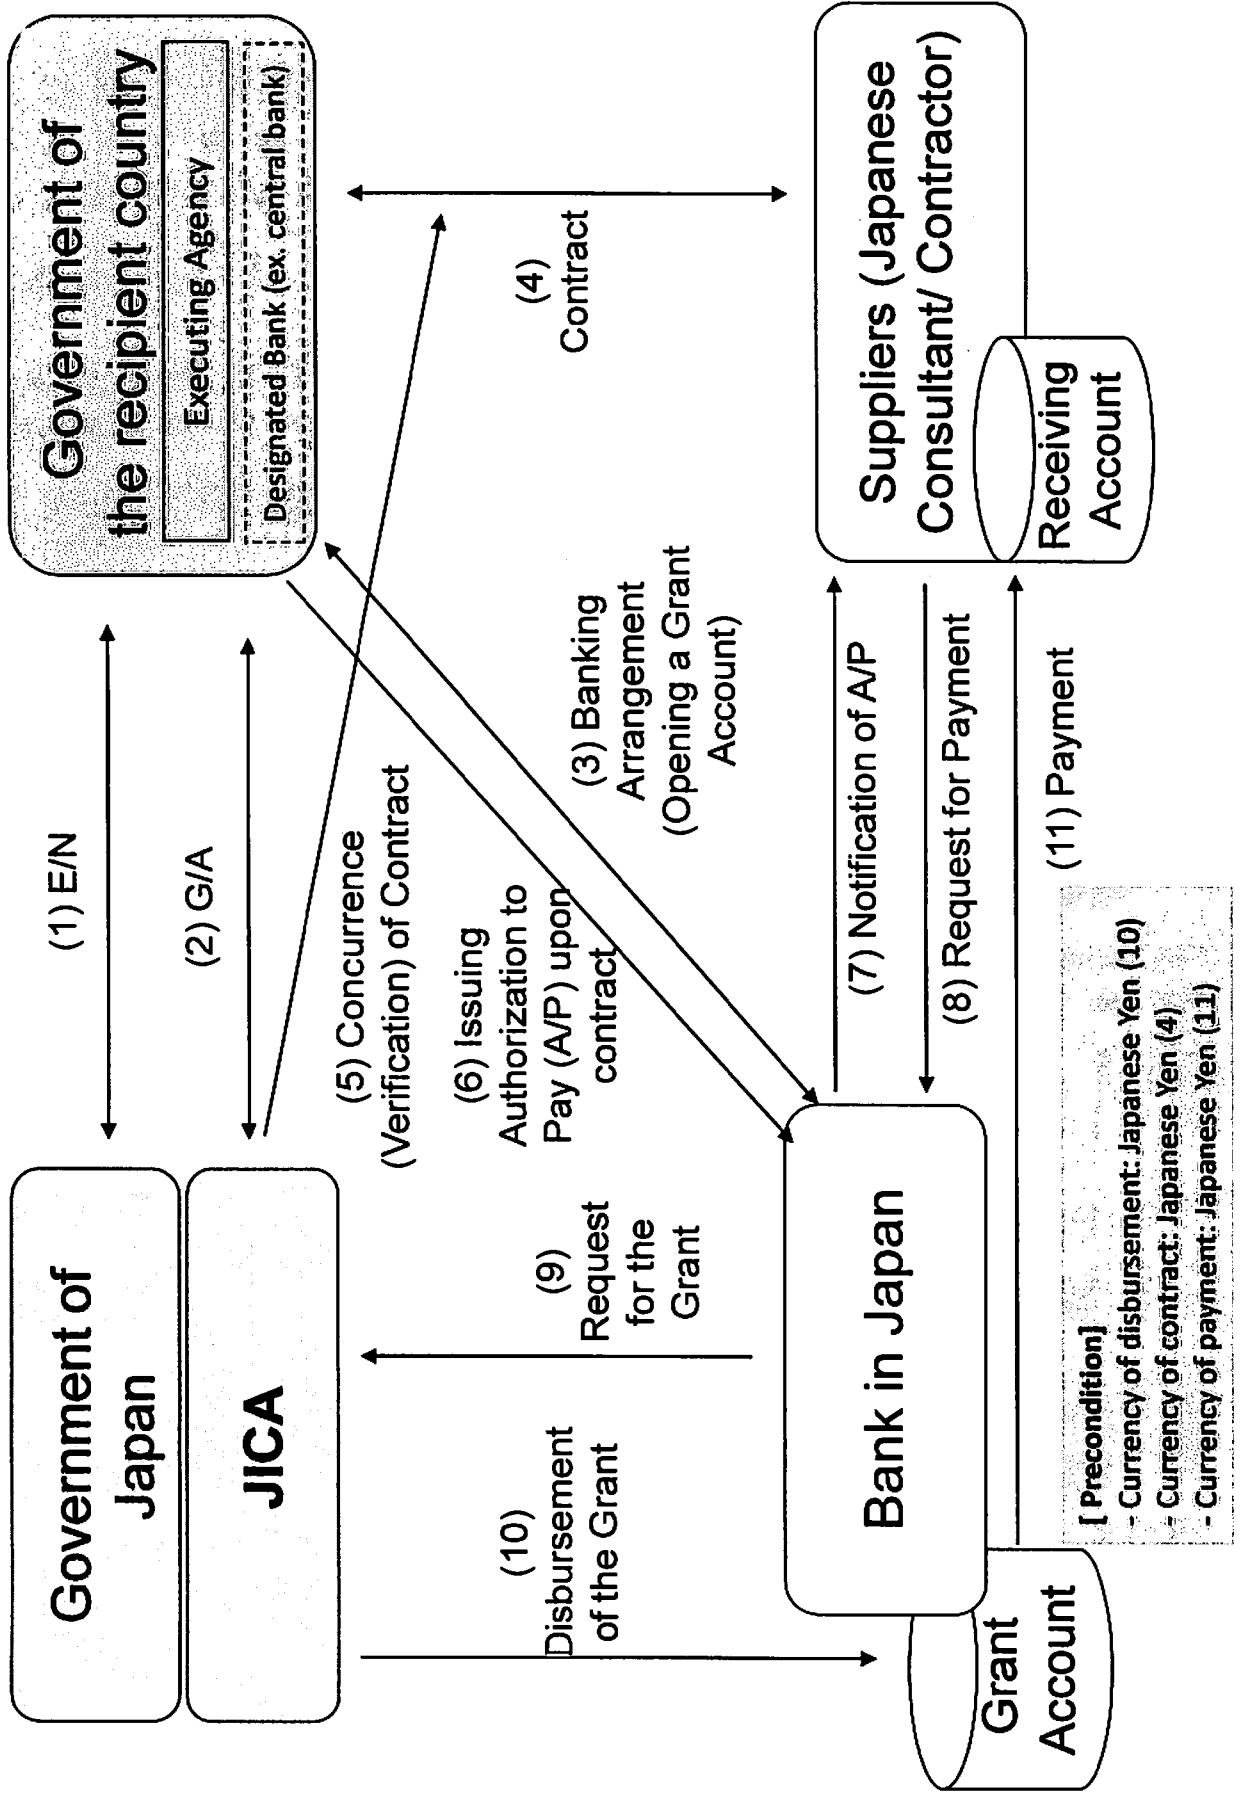 Government of
Japan
JICA
(1) E/N
(2) G/A
Government of
the recipient country
Executing Agency
Designated Bank (ex. central bank)
(5) Concurrence
(Verification) of Contract
(6) Issuing
Authorization to
Pay (A/P) upon
contract
(3) Banking
Arrangement
(Opening a Grant
Account)
(4)
Contract
(10)
Disbursement
of the Grant
(9)
Request
for the
Grant
Bank in Japan
Grant
Account
(7) Notification of A/P
(8) Request for Payment
(11) Payment
Suppliers (Japanese
Consultant/ Contractor)
Receiving
Account
[ Precondition]
- Currency of disbursement: Japanese Yen (10)
- Currency of contract: Japanese Yen (4)
- Currency of payment: Japanese Yen (11)